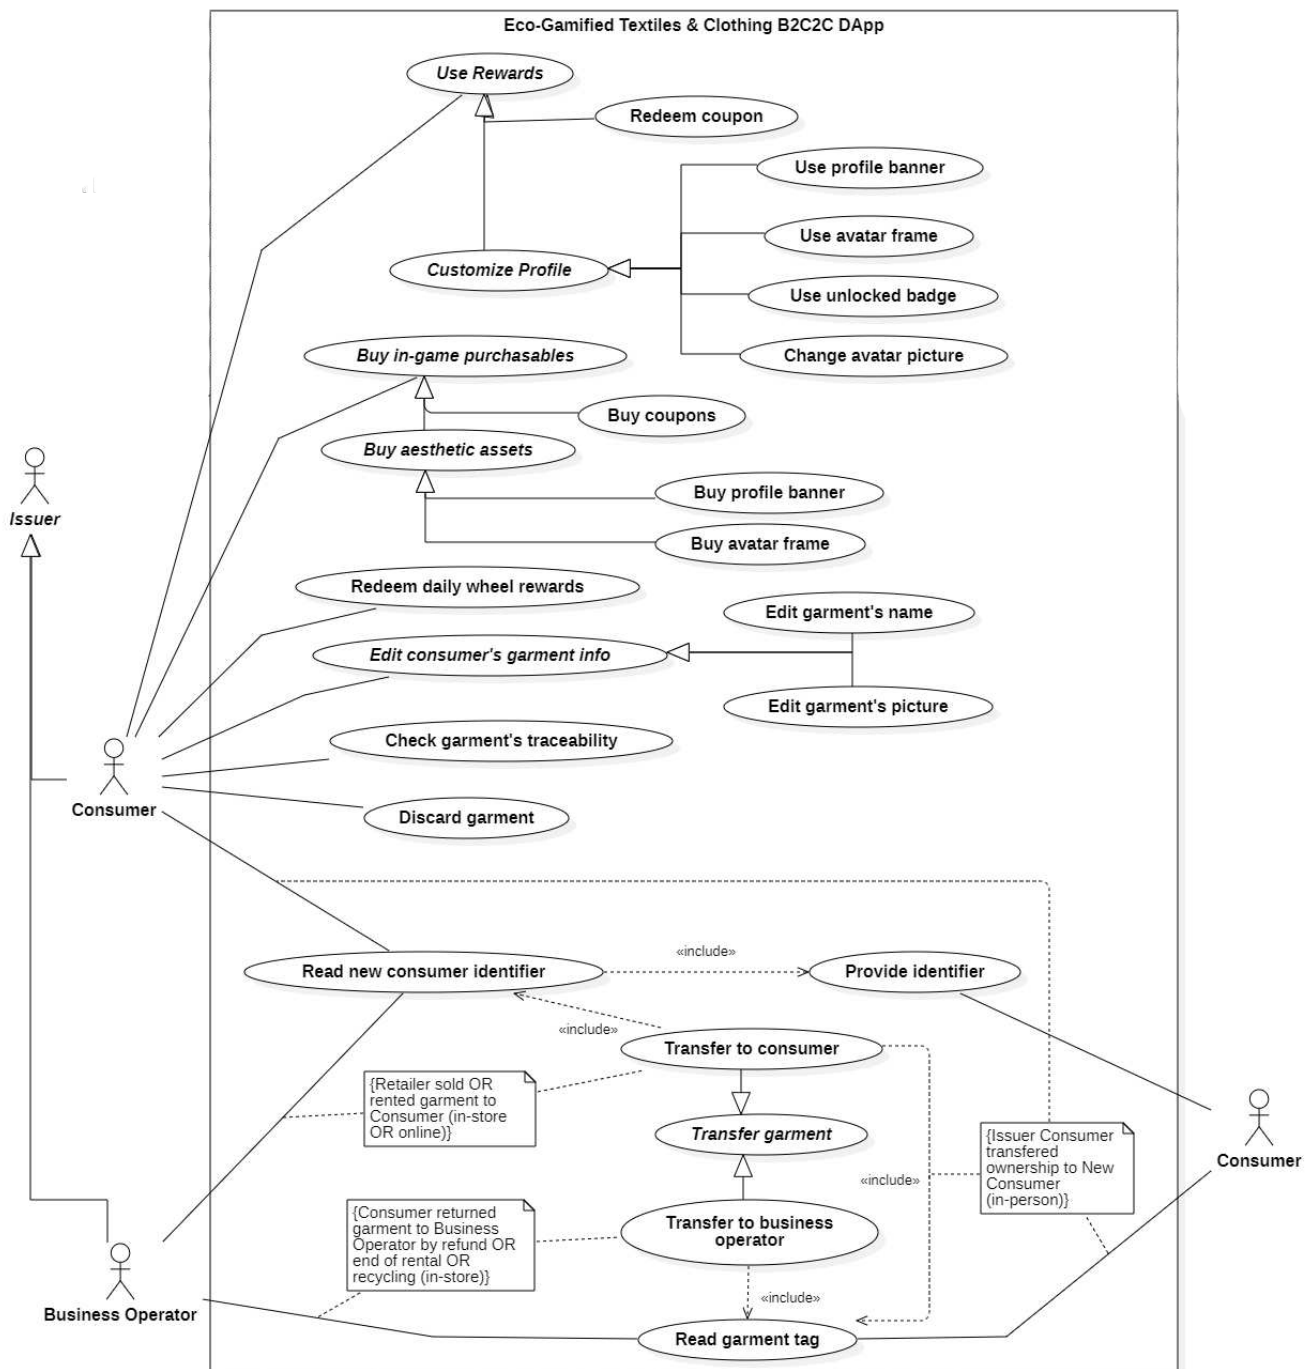 Eco-Gamified Textiles & Clothing B2C2C DApp
Use Rewards
Redeem coupon
Use profile banner
Use avatar frame
Customize Profile
Use unlocked badge
Buy in-game purchasables
Change avatar picture
Buy coupons
Buy aesthetic assets
Buy profile banner
Issuer
Buy avatar frame
Redeem daily wheel rewards
Edit garment's name
Edit consumer's garment info
Edit garment's picture
Check garment's traceability
Consumer
Discard garment
«include»
Read new consumer identifier
Provide identifier
«include»
Transfer to consumer
{Retailer sold OR
rented garment to
Consumer (in-store
OR online)}
Transfer garment
{Issuer Consumer
transfered
ownership to New
Consumer
(in-person)}
Consumer
«include»
{Consumer returned
garment to Business
Operator by refund OR
end of rental OR
recycling (in-store)}
Transfer to business
operator
«include»
Business Operator
Read garment tag